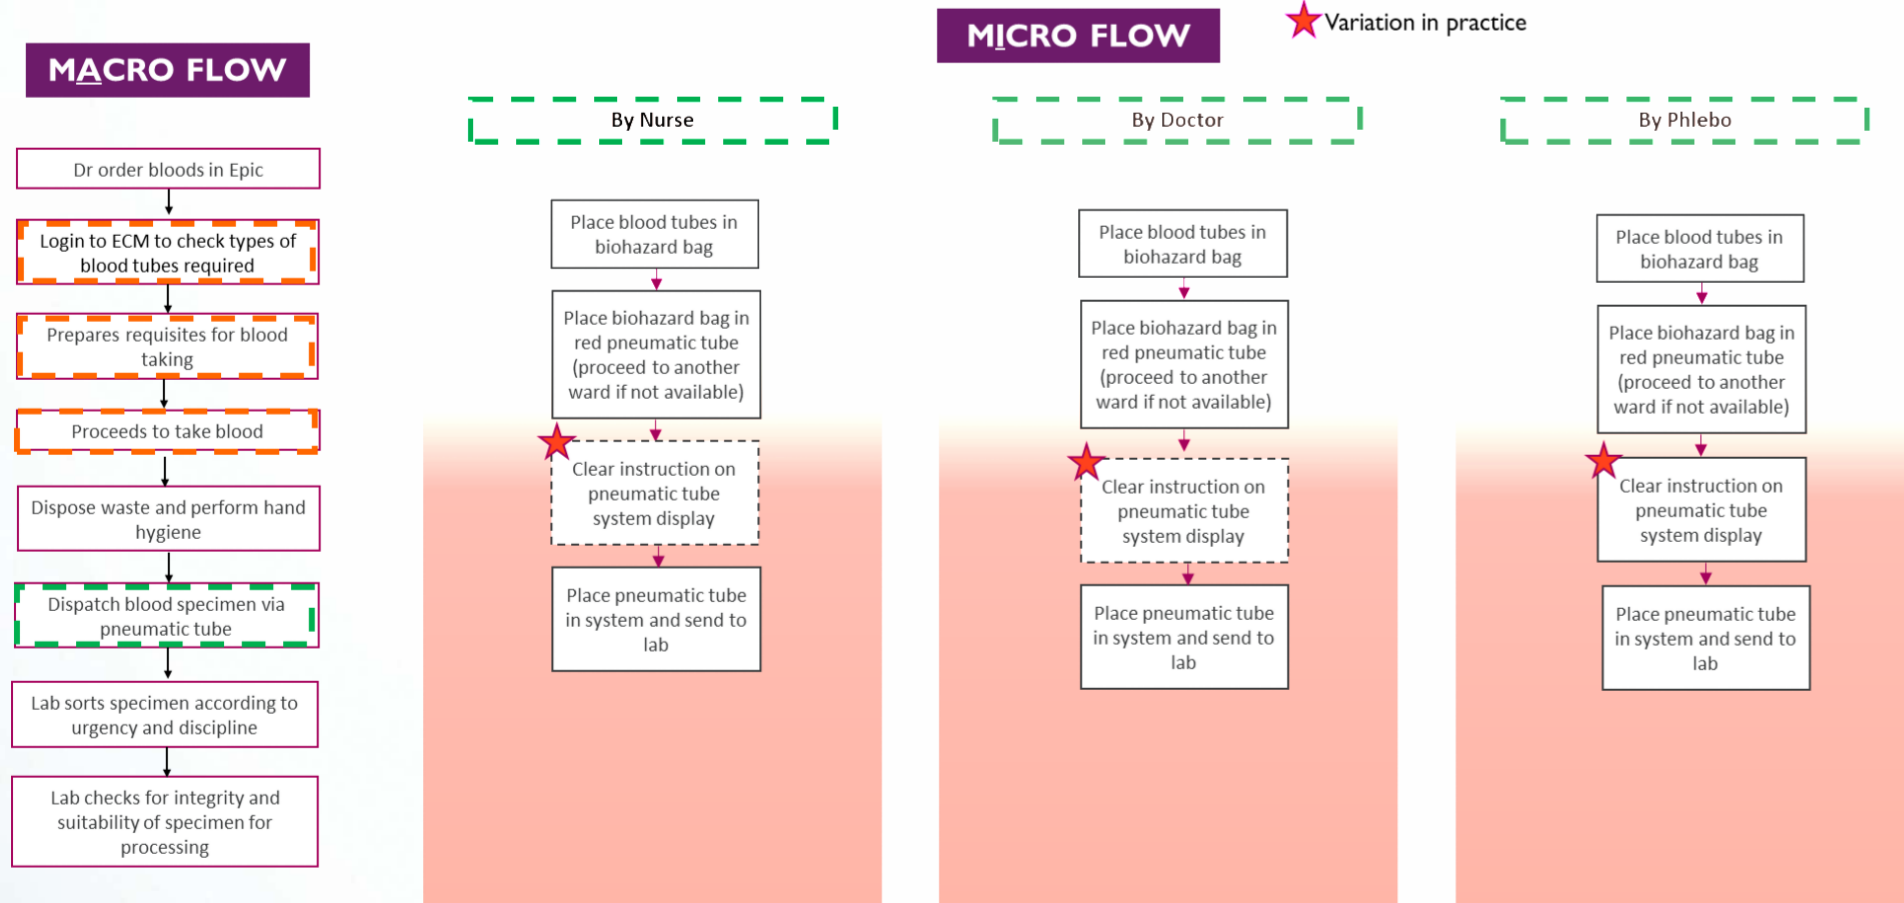 MACRO FLOW
Dr order bloods in Epic
Login to ECM to check types of
blood tubes required
Prepares requisites for blood
taking
Proceeds to take blood
Dispose waste and perform hand
hygiene
Dispatch blood specimen via
pneumatic tube
Lab sorts specimen according to
urgency and discipline
Lab checks for integrity and
suitability of specimen for
processing
MICRO FLOW
Variation in practice
By Nurse
Place blood tubes in
biohazard bag
Place biohazard bag in
red pneumatic tube
(proceed to another
ward if not available)
Clear instruction on
pneumatic tube
system display
Place pneumatic tube
in system and send to
lab
By Doctor
Place blood tubes in
biohazard bag
Place biohazard bag in
red pneumatic tube
(proceed to another
ward if not available)
Clear instruction on
pneumatic tube
system display
Place pneumatic tube
in system and send to
lab
By Phlebo
Place blood tubes in
biohazard bag
Place biohazard bag in
red pneumatic tube
(proceed to another
ward if not available)
Clear instruction on
pneumatic tube
system display
Place pneumatic tube
in system and send to
lab